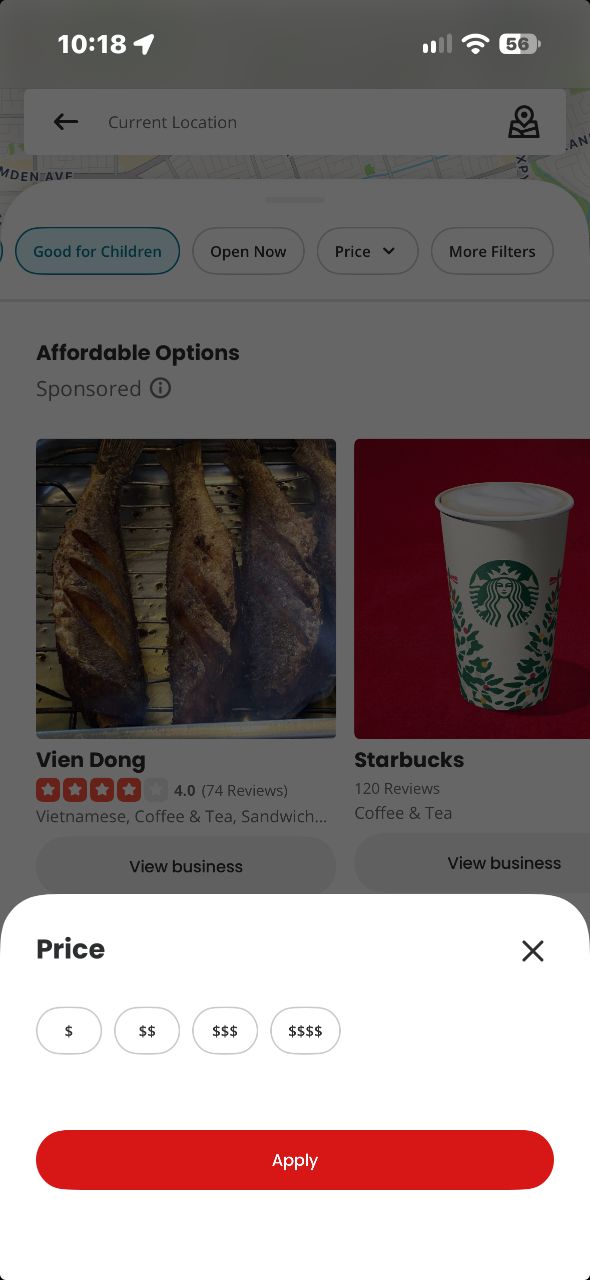 10:18
56
Current Location
MDEN AVE
XPY
LAN
Good for Children
Open Now
Price
More Filters
Affordable Options
Sponsored
Vien Dong
4.0 (74 Reviews)
Vietnamese, Coffee & Tea, Sandwich...
View business
Starbucks
120 Reviews
Coffee & Tea
View business
Price
$
$$
$$$
$$$$
Apply